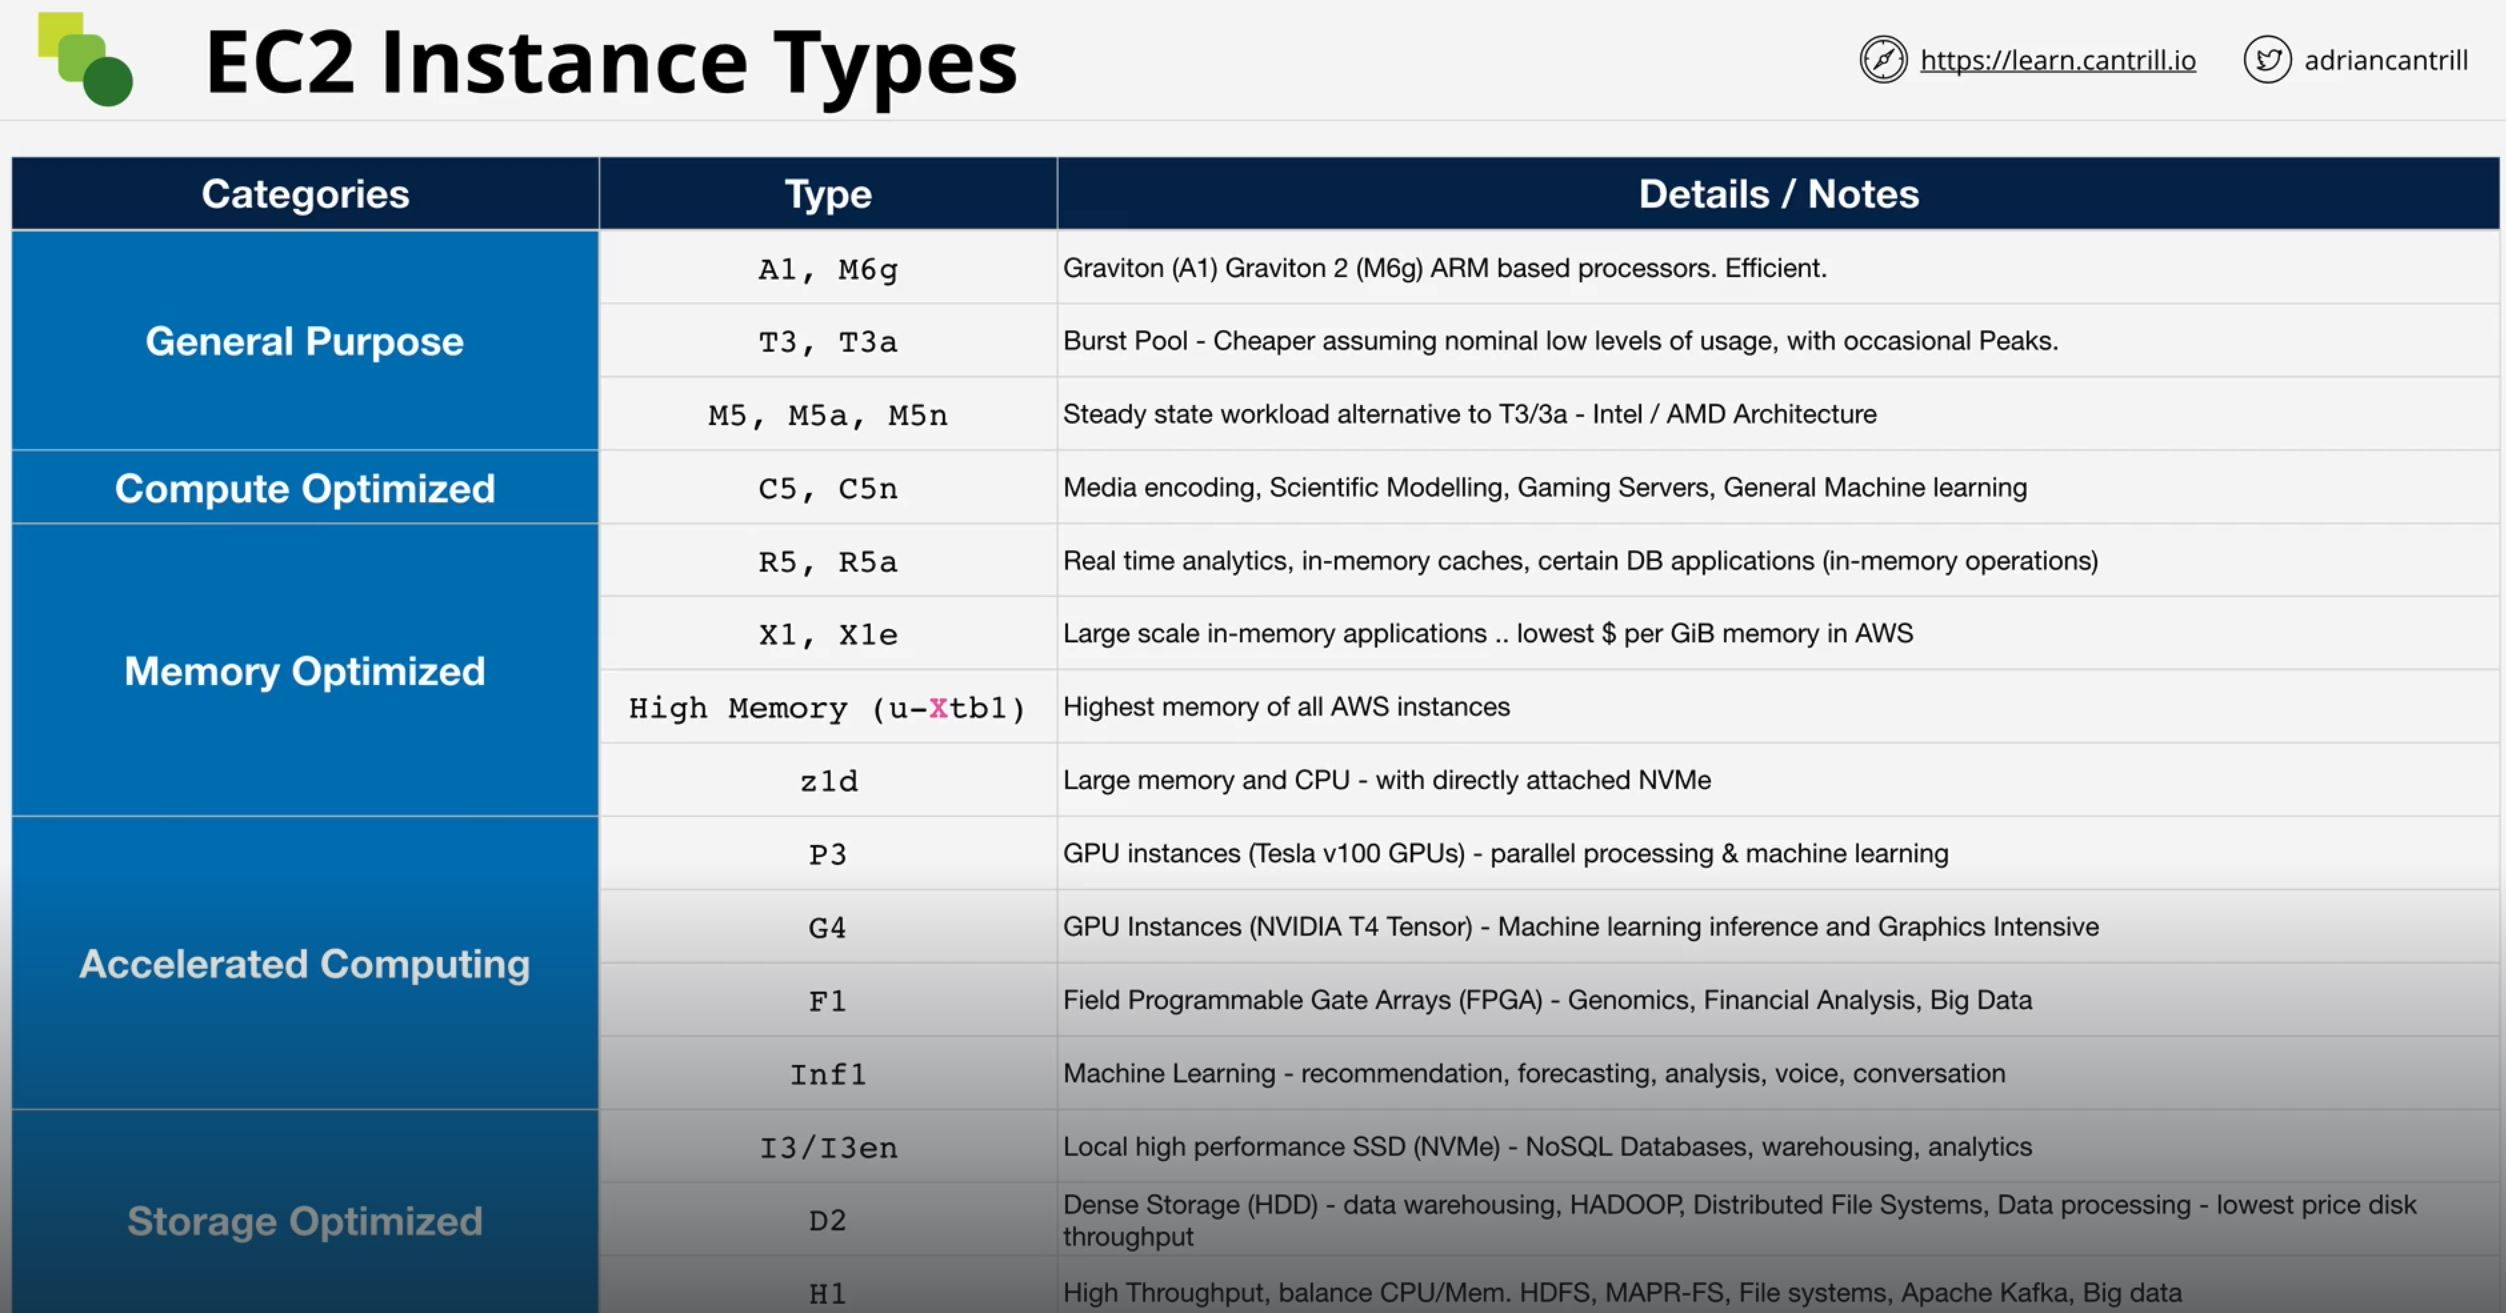 EC2 Instance Types
https://learn.cantrill.io
adriancantrill
Categories Type Details / Notes
General Purpose
A1, M6g Graviton (A1) Graviton 2 (M6g) ARM based processors. Efficient.
T3, T3a Burst Pool - Cheaper assuming nominal low levels of usage, with occasional Peaks.
M5, M5a, M5n Steady state workload alternative to T3/3a - Intel / AMD Architecture
Compute Optimized
C5, C5n Media encoding, Scientific Modelling, Gaming Servers, General Machine learning
Memory Optimized
R5, R5a Real time analytics, in-memory caches, certain DB applications (in-memory operations)
X1, X1e Large scale in-memory applications .. lowest $ per GiB memory in AWS
High Memory (u-Xtb1) Highest memory of all AWS instances
z1d Large memory and CPU - with directly attached NVMe
Accelerated Computing
P3 GPU instances (Tesla v100 GPUs) - parallel processing & machine learning
G4 GPU Instances (NVIDIA T4 Tensor) - Machine learning inference and Graphics Intensive
F1 Field Programmable Gate Arrays (FPGA) - Genomics, Financial Analysis, Big Data
Inf1 Machine Learning - recommendation, forecasting, analysis, voice, conversation
Storage Optimized
I3/I3en Local high performance SSD (NVMe) - NoSQL Databases, warehousing, analytics
D2 Dense Storage (HDD) - data warehousing, HADOOP, Distributed File Systems, Data processing - lowest price disk
throughput
H1 High Throughput, balance CPU/Mem. HDFS, MAPR-FS, File systems, Apache Kafka, Big data